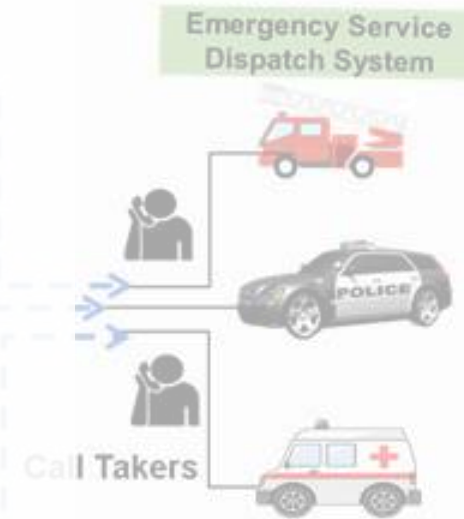 Emergency Service
Dispatch System
POLICE
Call Takers